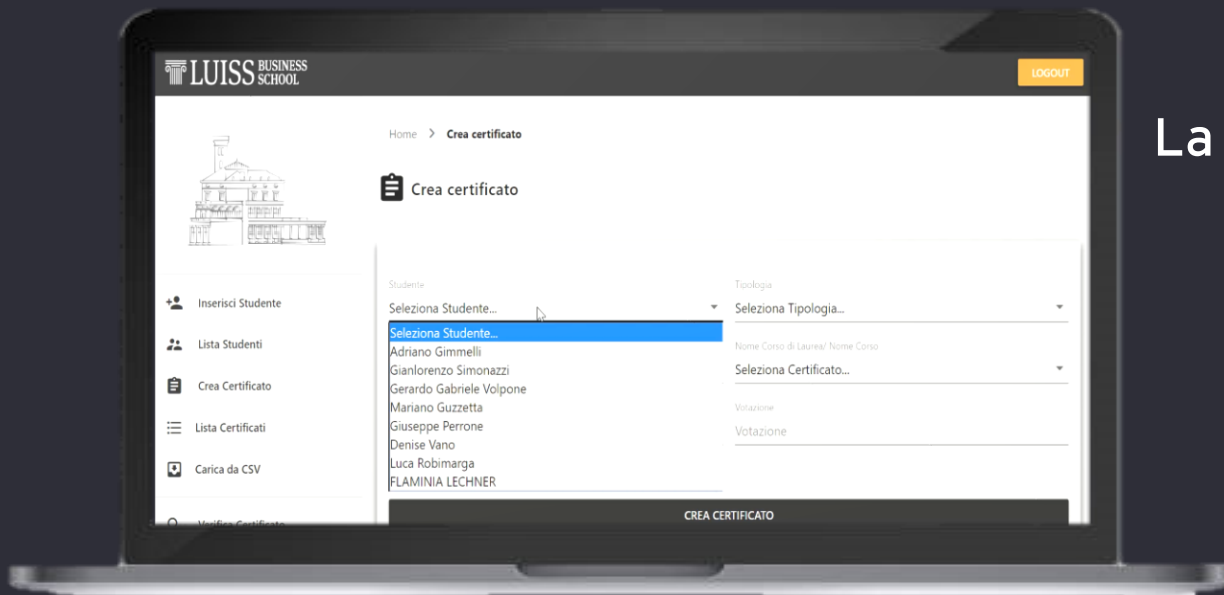 LUISS BUSINESS SCHOOL
LOGOUT
La
Home > Crea certificato
Crea certificato
Inserisci Studente
Lista Studenti
Crea Certificato
Lista Certificati
Carica da CSV
Verifica Certificato
Studente
Seleziona Studente...
Seleziona Studente...
Adriano Gimmelli
Gianlorenzo Simonazzi
Gerardo Gabriele Volpone
Mariano Guzzetta
Giuseppe Perrone
Denise Vano
Luca Robimarga
FLAMINIA LECHNER
Tipologia
Seleziona Tipologia...
Nome Corso di Laurea/ Nome Corso
Seleziona Certificato...
Votazione
Votazione
CREA CERTIFICATO